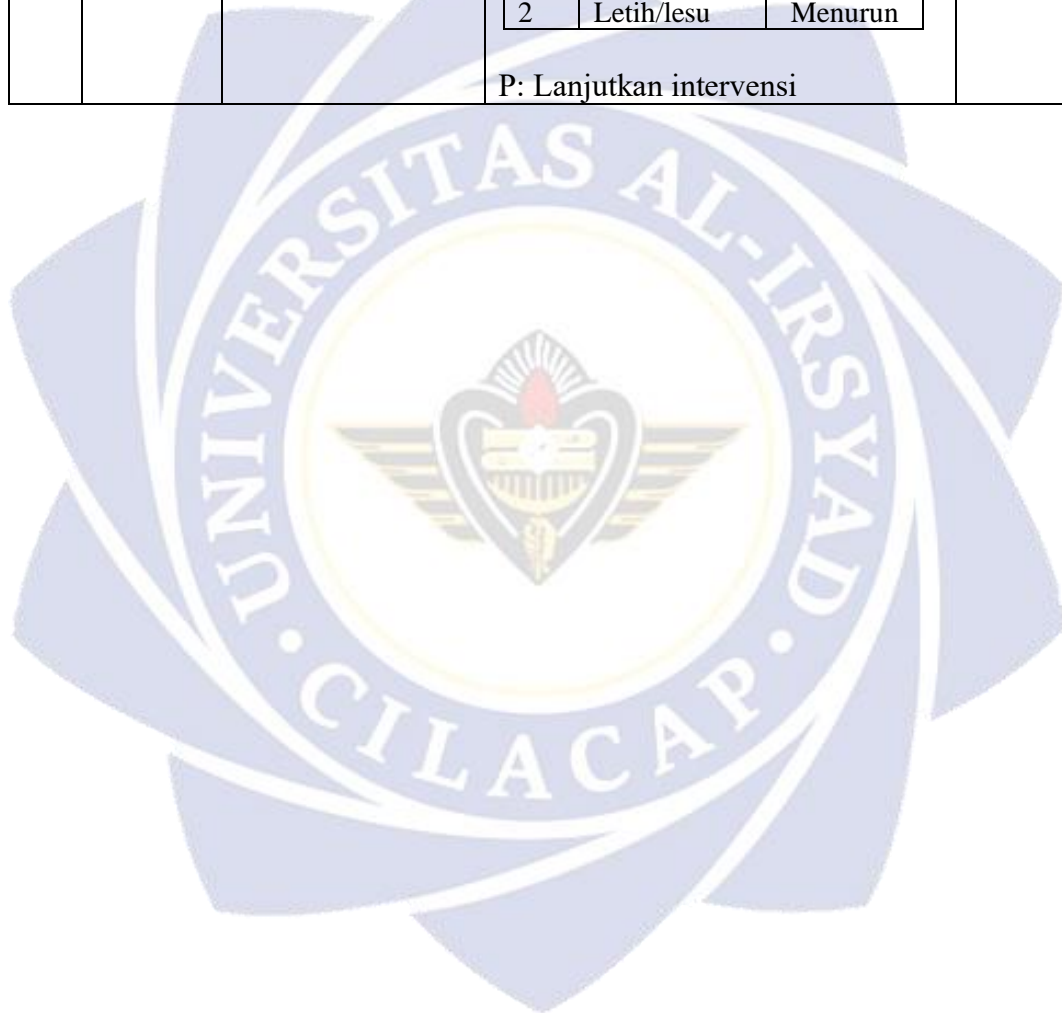 2 Letih/lesu Menurun
P: Lanjutkan intervensi
UNIVERSITAS AL-IRSYAD
• CILACAP •